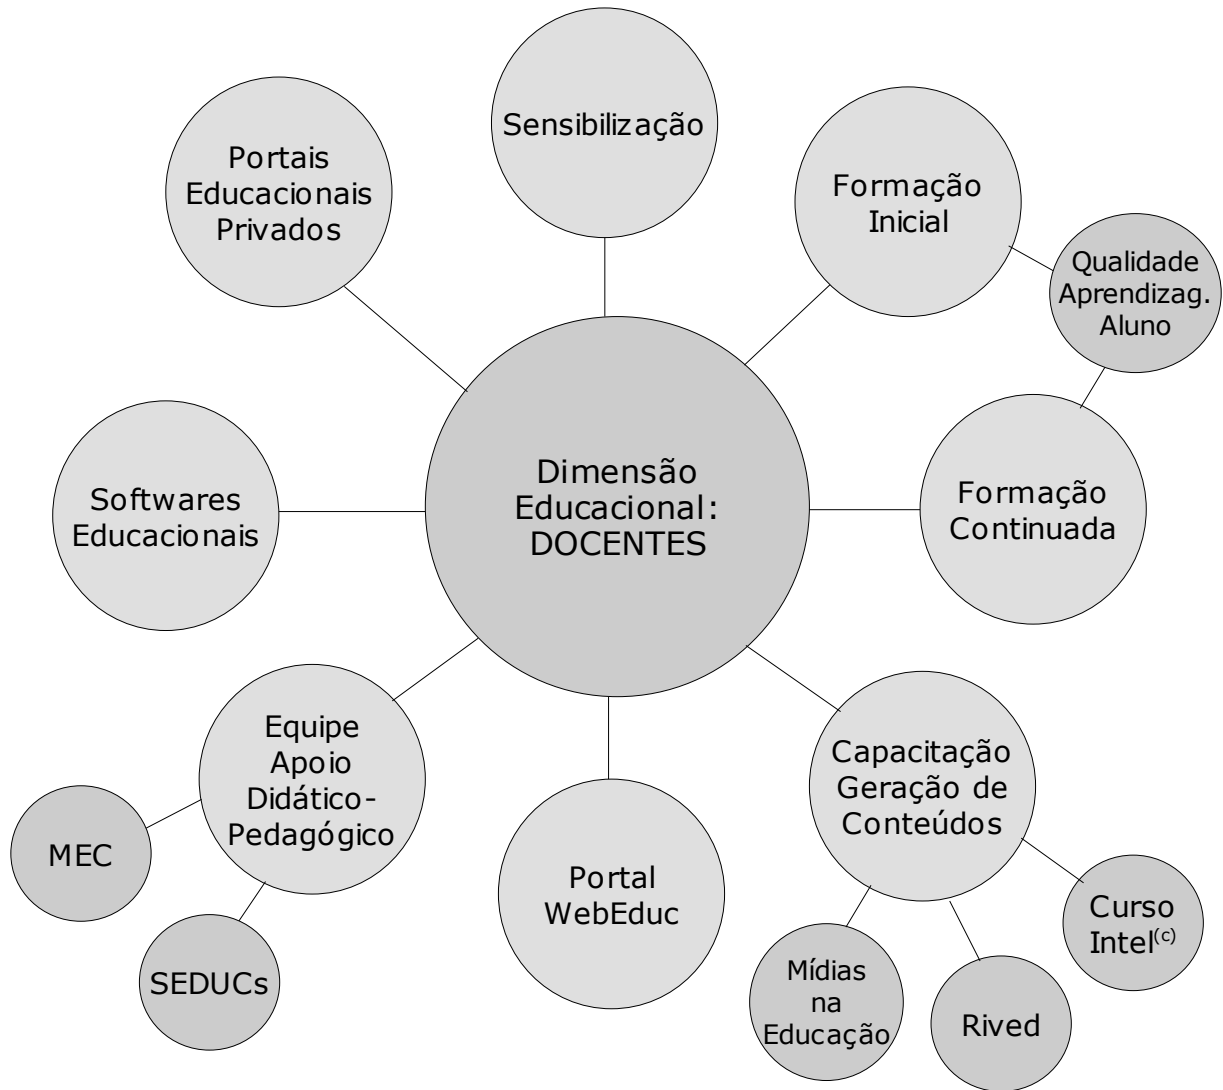 Sensibilização
Portais
Educacionais
Privados
Formação
Inicial
Qualidade
Aprendizag.
Aluno
Dimensão
Educacional:
DOCENTES
Softwares
Educacionais
Formação
Continuada
Equipe
Apoio
Didático-
Pedagógico
Capacitação
Geração de
Conteúdos
MEC
Portal
WebEduc
Curso
Intel(c)
SEDUCs
Mídias
na
Educação
Rived